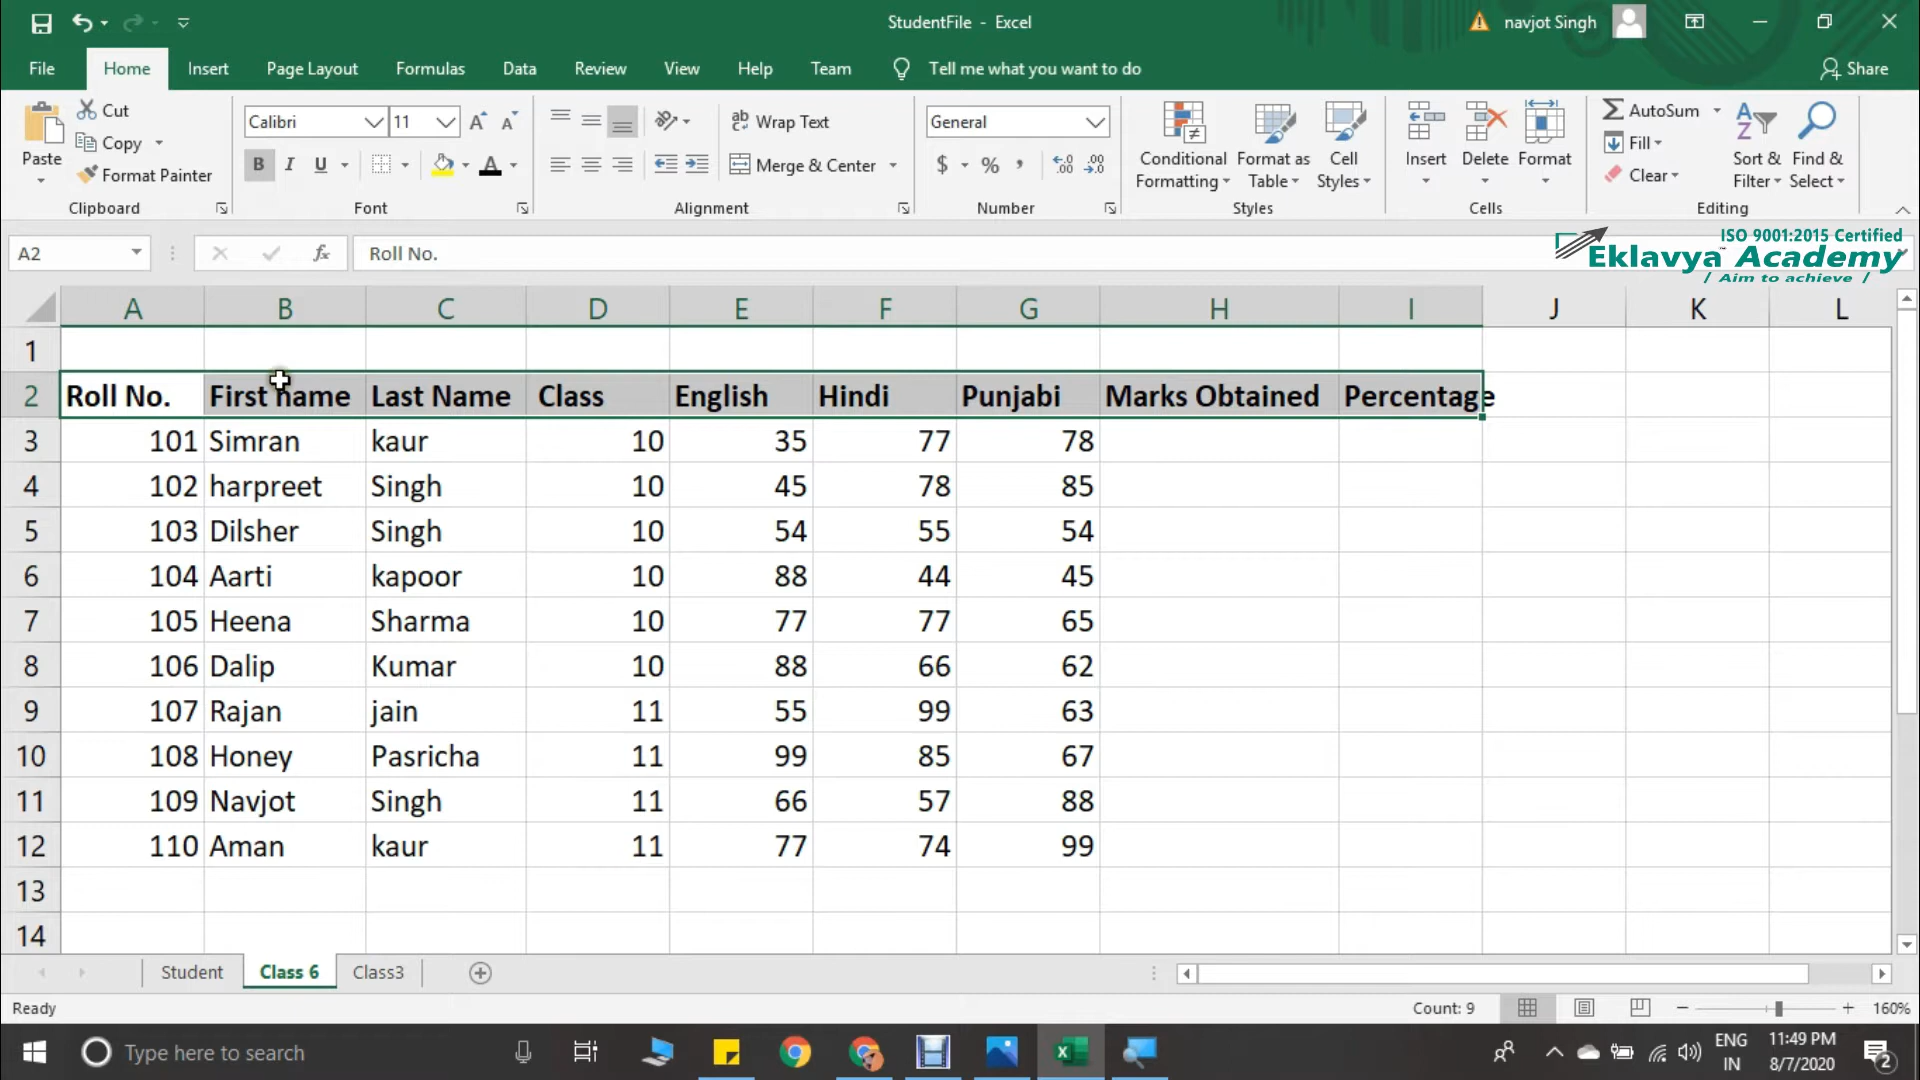 StudentFile - Excel
navjot Singh
File Home Insert Page Layout Formulas Data Review View Help Team Tell me what you want to do Share
Paste
Cut
Copy
Format Painter
Calibri 11
B I U
Wrap Text
Merge & Center
General
$ % ,
Conditional Formatting
Format as Table
Cell Styles
Insert Delete Format
AutoSum
Fill
Clear
Sort & Filter
Find & Select
Clipboard Font Alignment Number Styles Cells Editing
A2 fx Roll No.
ISO 9001:2015 Certified
Eklavya Academy
/ Aim to achieve /
A B C D E F G H I J K L
1
2 Roll No. First name Last Name Class English Hindi Punjabi Marks Obtained Percentage
3 101 Simran kaur 10 35 77 78
4 102 harpreet Singh 10 45 78 85
5 103 Dilsher Singh 10 54 55 54
6 104 Aarti kapoor 10 88 44 45
7 105 Heena Sharma 10 77 77 65
8 106 Dalip Kumar 10 88 66 62
9 107 Rajan jain 11 55 99 63
10 108 Honey Pasricha 11 99 85 67
11 109 Navjot Singh 11 66 57 88
12 110 Aman kaur 11 77 74 99
13
14
Student Class 6 Class3
Ready Count: 9 160%
Type here to search
ENG 11:49 PM
IN 8/7/2020 2